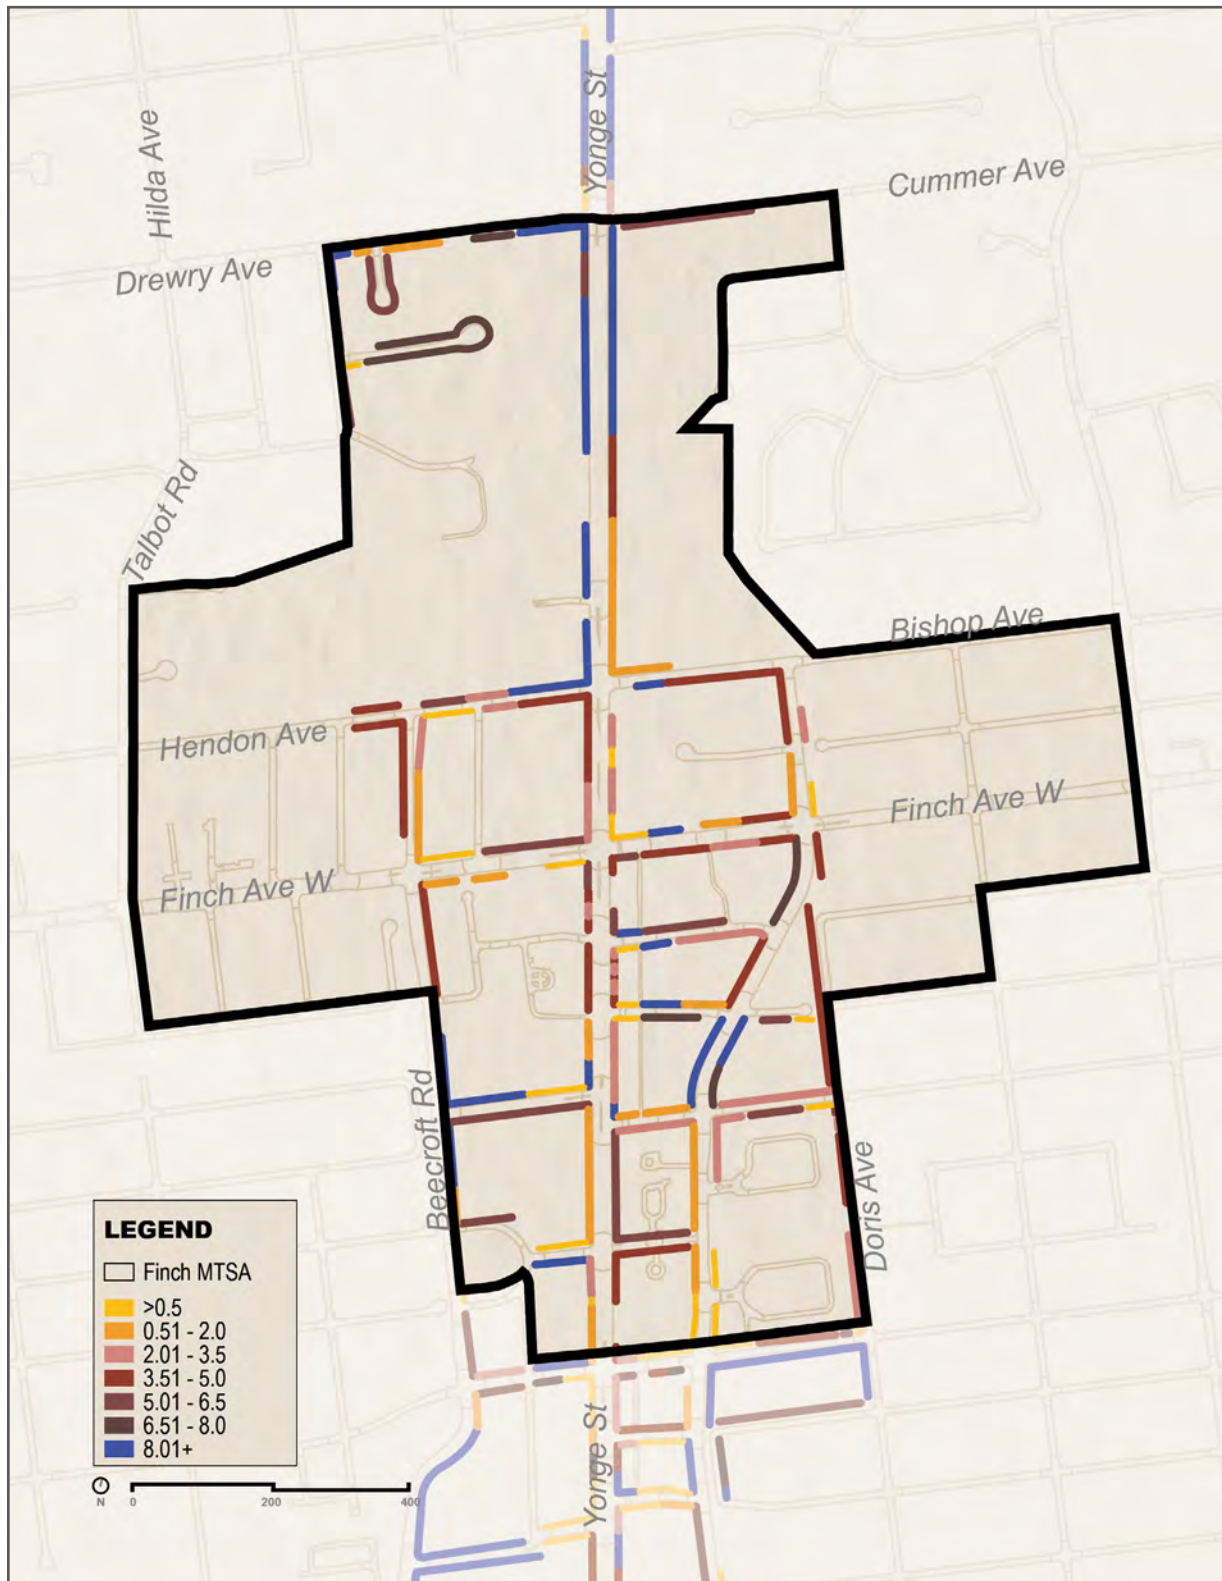 Yonge St
Hilda Ave
Cummer Ave
Drewry Ave
Talbot Rd
Bishop Ave
Hendon Ave
Finch Ave W
Finch Ave W
Beecroft Rd
Doris Ave
LEGEND
Finch MTSA
>0.5
0.51 - 2.0
2.01 - 3.5
3.51 - 5.0
5.01 - 6.5
6.51 - 8.0
8.01+
N 0 200 400
Yonge St